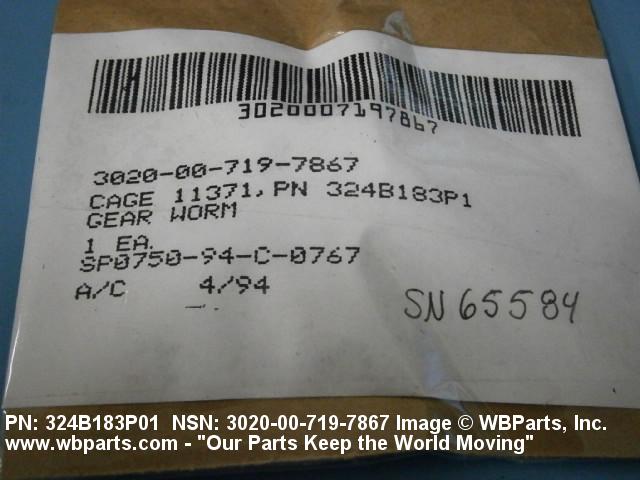 3020007197867
3020-00-719-7867
CAGE 11371, PN 324B183P1
GEAR WORM
1 EA.
SP0750-94-C-0767
A/C 4/94
SN 65584
PN: 324B183P01 NSN: 3020-00-719-7867 Image © WBParts, Inc.
www.wbparts.com - "Our Parts Keep the World Moving"